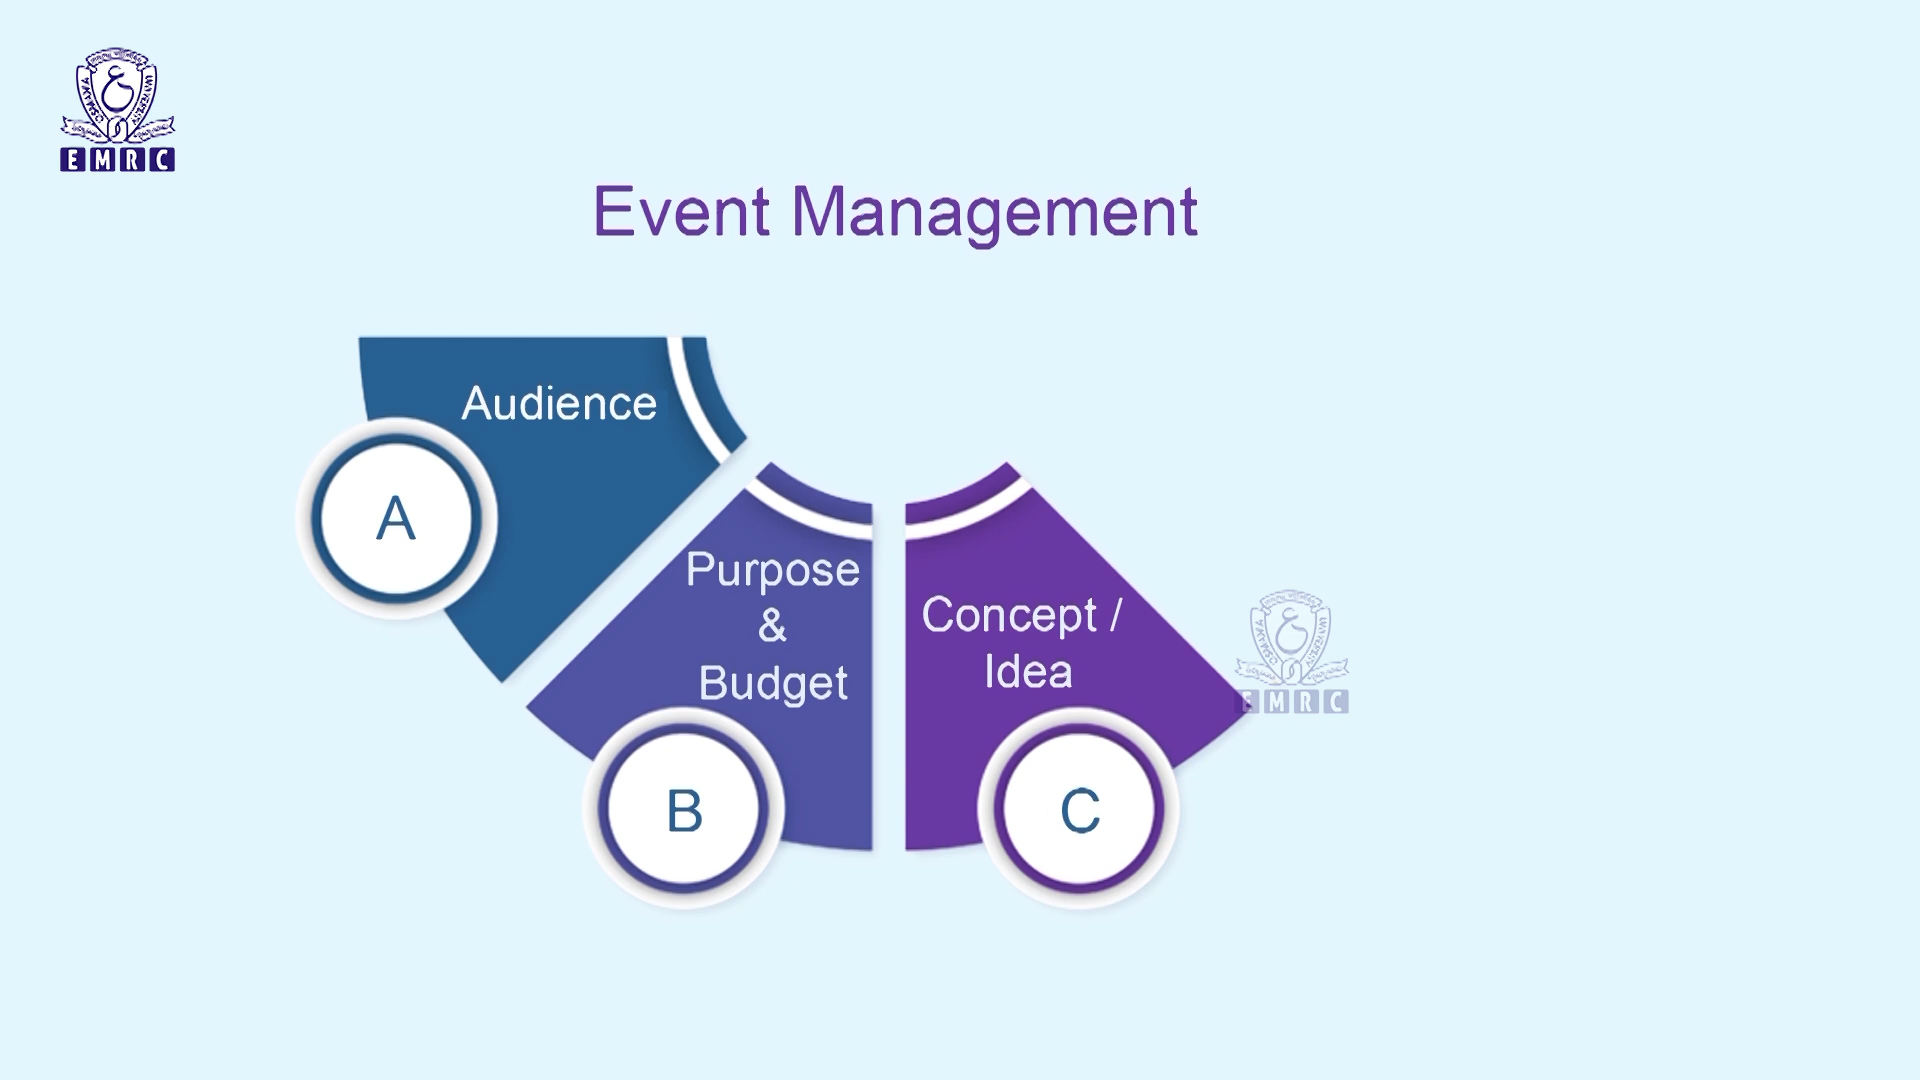 EMRC
Event Management
Audience
A
Purpose
&
Budget
B
Concept /
Idea
C
EMRC